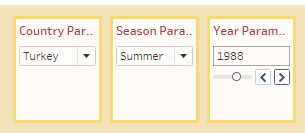 Country Par..
Season Para..
Year Param..
Turkey
Summer
1988